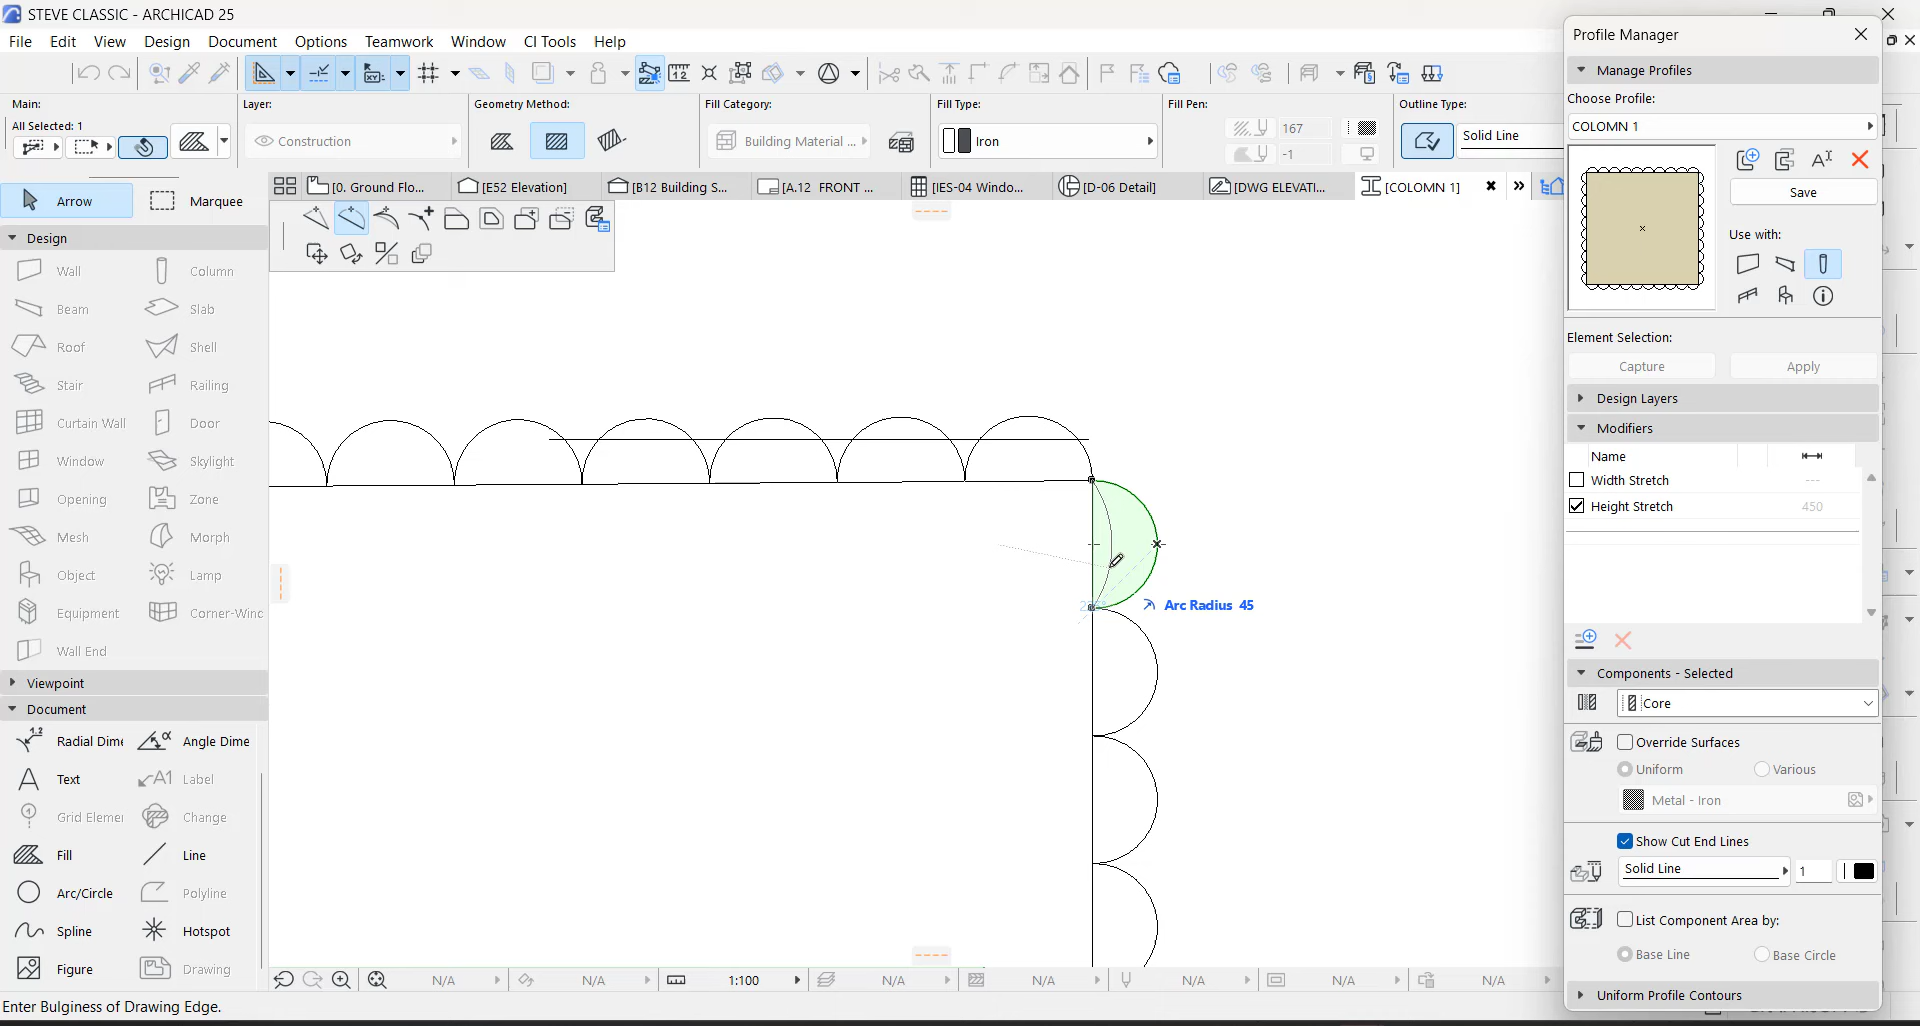 STEVE CLASSIC - ARCHICAD 25
File Edit View Design Document Options Teamwork Window CI Tools Help
Main:
All Selected: 1
Layer:
Construction
Geometry Method:
Fill Category:
Building Material ...
Fill Type:
Iron
Fill Pen:
167
-1
Outline Type:
Solid Line
Arrow
Marquee
[0. Ground Flo...
[E52 Elevation]
[B12 Building S...
[A.12 FRONT ...
[IES-04 Windo...
[D-06 Detail]
[DWG ELEVATI...
[COLOMN 1]
Design
Wall
Column
Beam
Slab
Roof
Shell
Stair
Railing
Curtain Wall
Door
Window
Skylight
Opening
Zone
Mesh
Morph
Object
Lamp
Equipment
Corner-Winc
Wall End
Viewpoint
Document
Radial Dime
Angle Dime
Text
Label
Grid Elemer
Change
Fill
Line
Arc/Circle
Polyline
Spline
Hotspot
Figure
Drawing
Arc Radius 45
N/A
N/A
1:100
N/A
N/A
N/A
N/A
N/A
Enter Bulginess of Drawing Edge.
Profile Manager
Manage Profiles
Choose Profile:
COLOMN 1
Save
Use with:
Element Selection:
Capture
Apply
Design Layers
Modifiers
Name
Width Stretch ---
Height Stretch 450
Components - Selected
Core
Override Surfaces
Uniform
Various
Metal - Iron
Show Cut End Lines
Solid Line
1
List Component Area by:
Base Line
Base Circle
Uniform Profile Contours